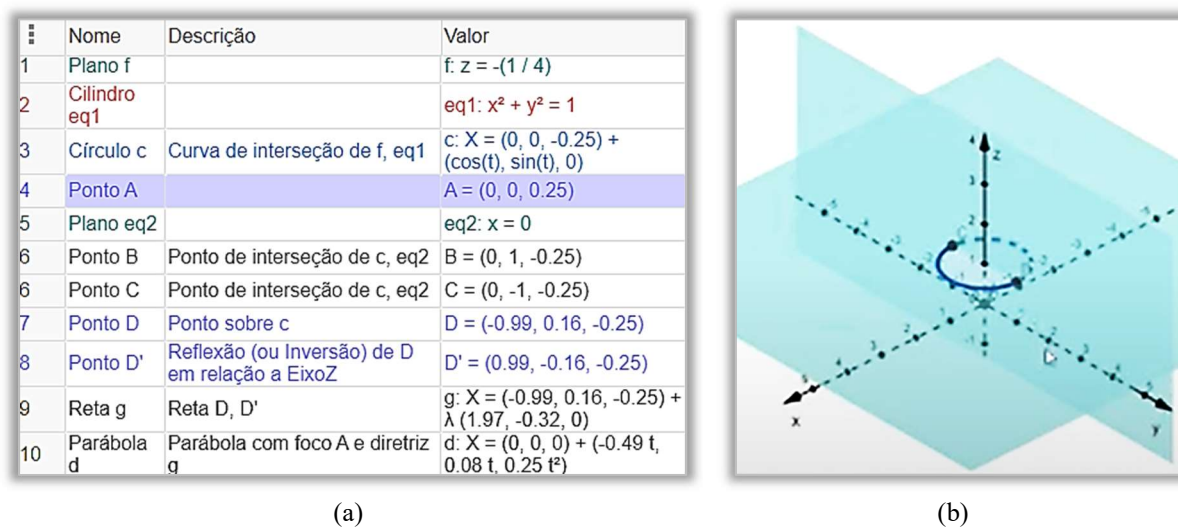 Nome Descrição Valor
1 Plano f f: z = -(1 / 4)
2 Cilindro eq1 eq1: x² + y² = 1
3 Círculo c Curva de interseção de f, eq1 c: X = (0, 0, -0.25) +
(cos(t), sin(t), 0)
4 Ponto A A = (0, 0, 0.25)
5 Plano eq2 eq2: x = 0
6 Ponto B Ponto de interseção de c, eq2 B = (0, 1, -0.25)
6 Ponto C Ponto de interseção de c, eq2 C = (0, -1, -0.25)
7 Ponto D Ponto sobre c D = (-0.99, 0.16, -0.25)
8 Ponto D' Reflexão (ou Inversão) de D
em relação a EixoZ D' = (0.99, -0.16, -0.25)
9 Reta g Reta D, D' g: X = (-0.99, 0.16, -0.25) +
λ (1.97, -0.32, 0)
10 Parábola d Parábola com foco A e diretriz g d: X = (0, 0, 0) + (-0.49 t,
0.08 t, 0.25 t²)
z
4
3
2
1
-1
C
x
y
(a)
(b)